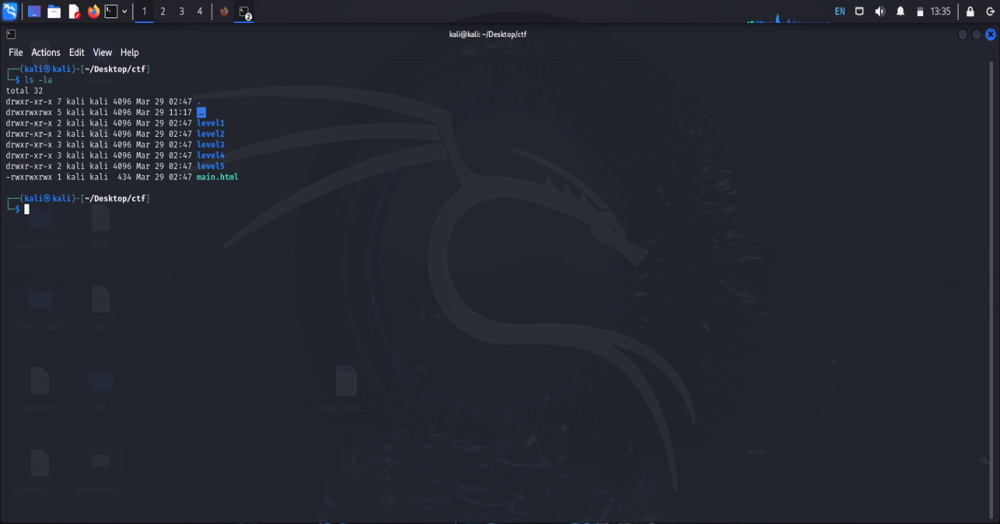 1 2 3 4 2 EN 13:35
kali@kali: ~/Desktop/ctf
File Actions Edit View Help
┌──(kali㉿kali)-[~/Desktop/ctf]
└─$ ls -la
Home
total 32
drwxr-xr-x 7 kali kali 4096 Mar 29 02:47 .
drwxrwxrwx 5 kali kali 4096 Mar 29 11:17 ..
drwxr-xr-x 2 kali kali 4096 Mar 29 02:47 level1
drwxr-xr-x 2 kali kali 4096 Mar 29 02:47 level2
drwxr-xr-x 3 kali kali 4096 Mar 29 02:47 level3
drwxr-xr-x 3 kali kali 4096 Mar 29 02:47 level4
drwxr-xr-x 2 kali kali 4096 Mar 29 02:47 level5
-rwxrwxrwx 1 kali kali  434 Mar 29 02:47 main.html
┌──(kali㉿kali)-[~/Desktop/ctf]
└─$
government linux
Topic 2 Lab 2 pl
passwd ctf .rogue_user...
academy-r... Screenshot...